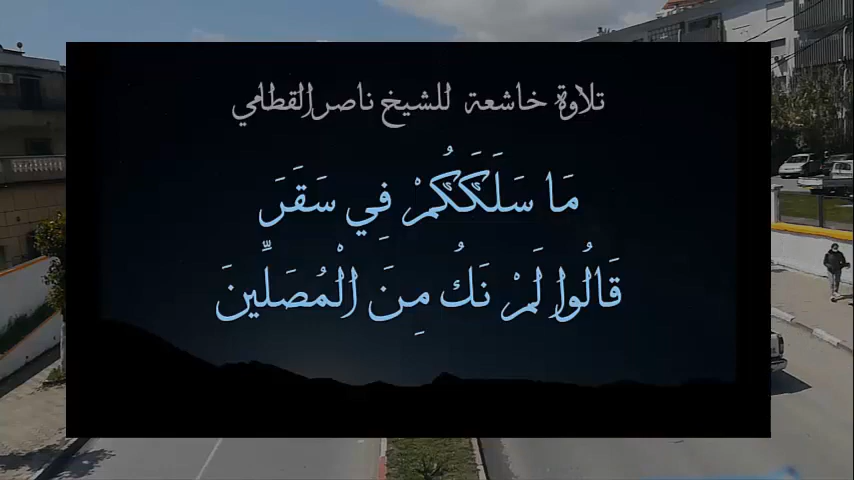 تلاوة خاشعة للشيخ ناصر القطامي
مَا سَلَكَكُمْ فِي سَقَرَ
قَالُوا لَمْ نَكُ مِنَ الْمُصَلِّينَ